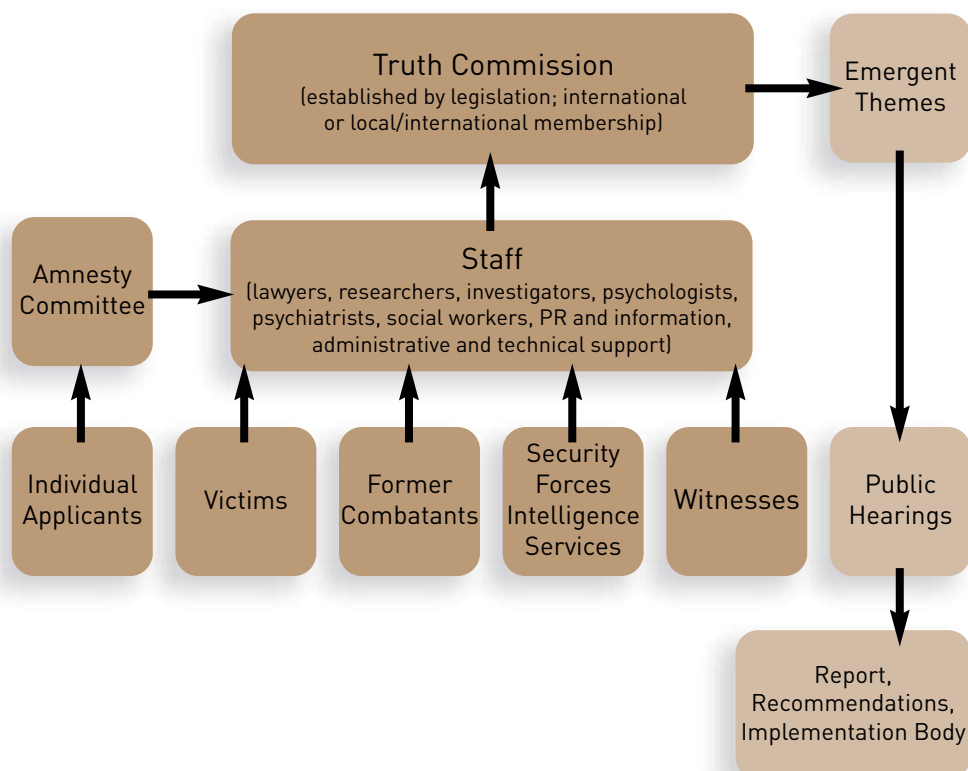 Truth Commission
(established by legislation; international
or local/international membership)
Emergent
Themes
Amnesty
Committee
Staff
(lawyers, researchers, investigators, psychologists,
psychiatrists, social workers, PR and information,
administrative and technical support)
Individual
Applicants
Victims
Former
Combatants
Security
Forces
Intelligence
Services
Witnesses
Public
Hearings
Report,
Recommendations,
Implementation Body